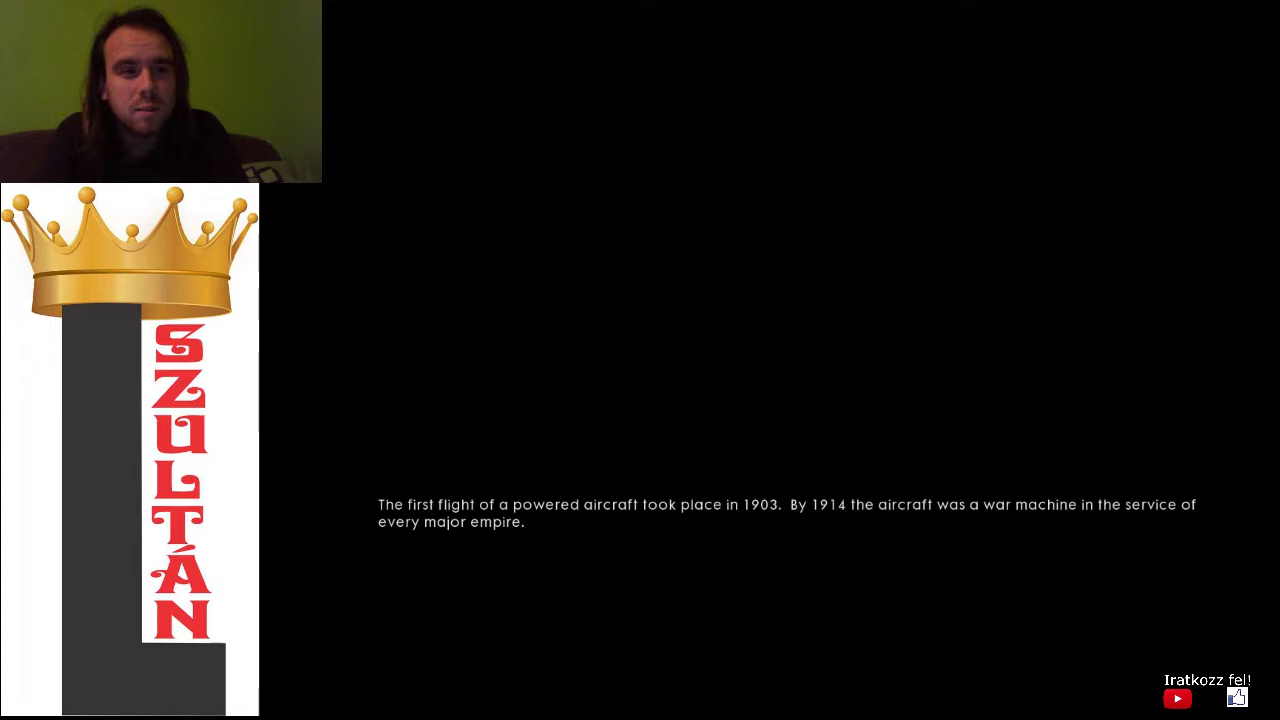 SZULTÁN
The first flight of a powered aircraft took place in 1903. By 1914 the aircraft was a war machine in the service of
every major empire.
Iratkozz fel!